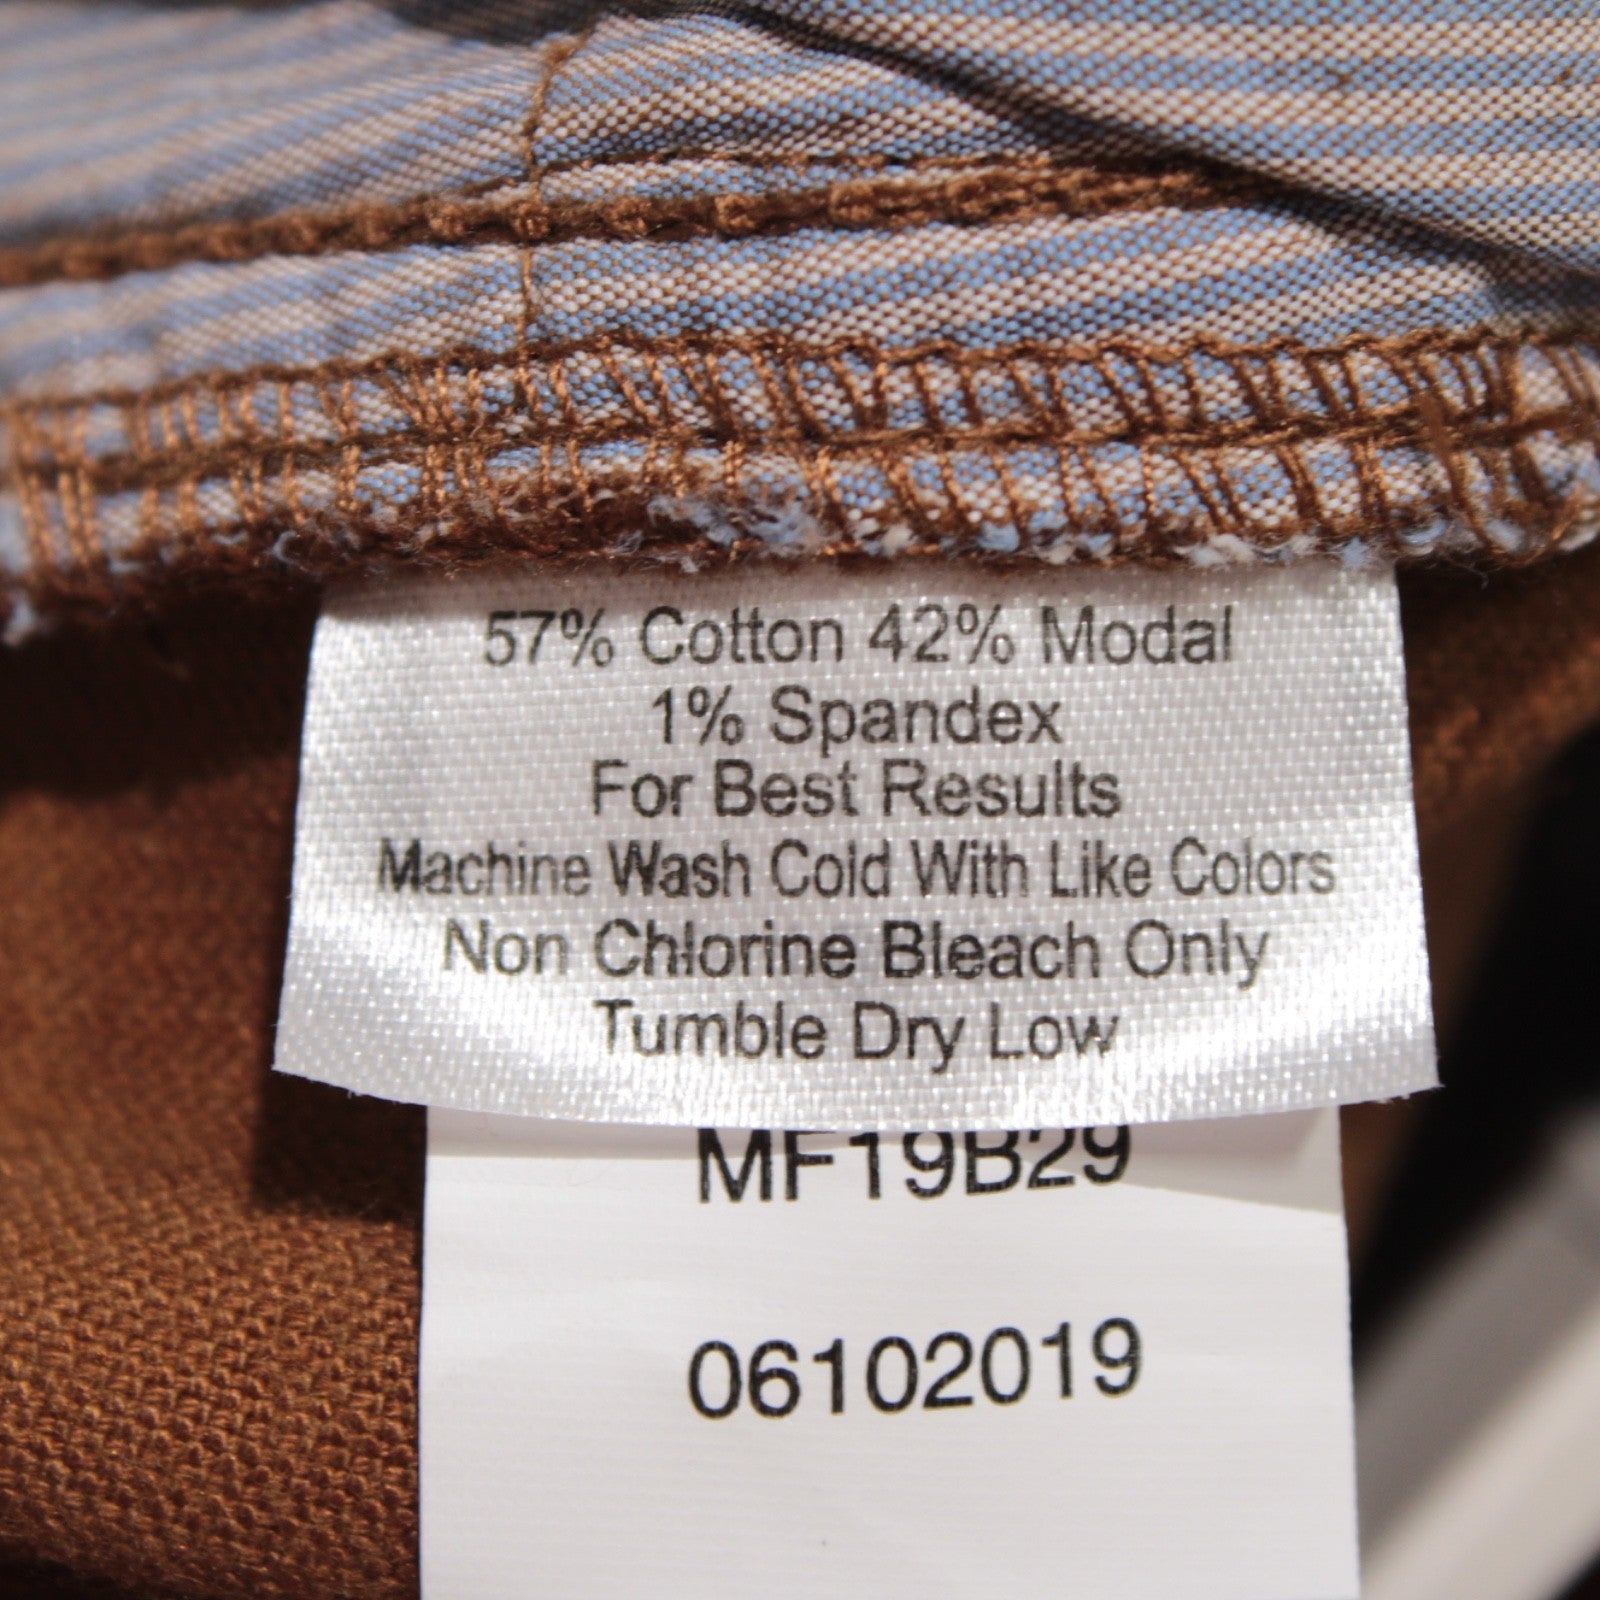 57% Cotton 42% Modal
1% Spandex
For Best Results
Machine Wash Cold With Like Colors
Non Chlorine Bleach Only
Tumble Dry Low
MF19B29
06102019